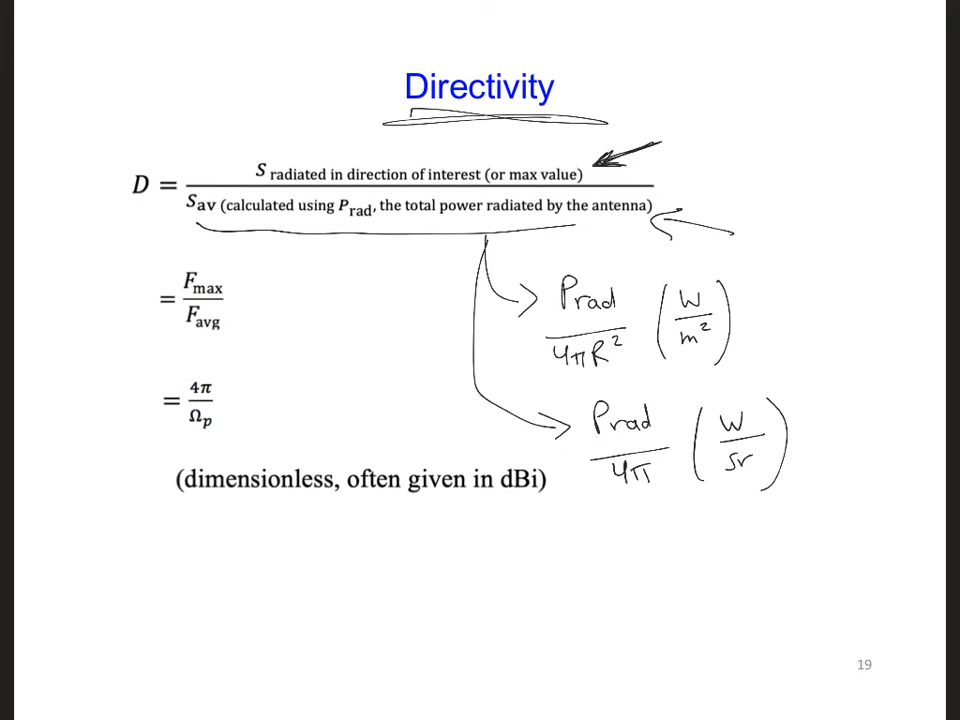 Directivity
D = S radiated in direction of interest (or max value) / Sav (calculated using Prad, the total power radiated by the antenna)
= Fmax / Favg
Prad / 4πR² (W / m²)
= 4π / Ωp
Prad / 4π (W / sr)
(dimensionless, often given in dBi)
19